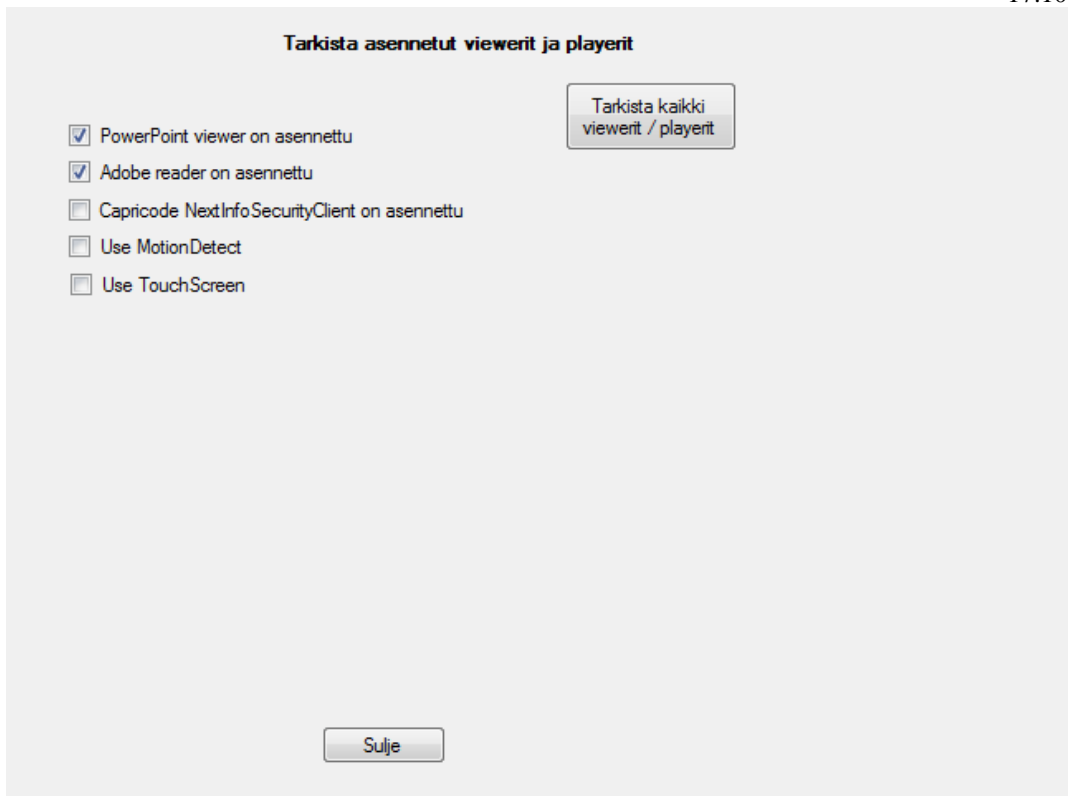 Tarkista asennetut viewerit ja playerit
Tarkista kaikki
viewerit / playerit
PowerPoint viewer on asennettu
Adobe reader on asennettu
Capricode NextInfoSecurityClient on asennettu
Use MotionDetect
Use TouchScreen
Sulje